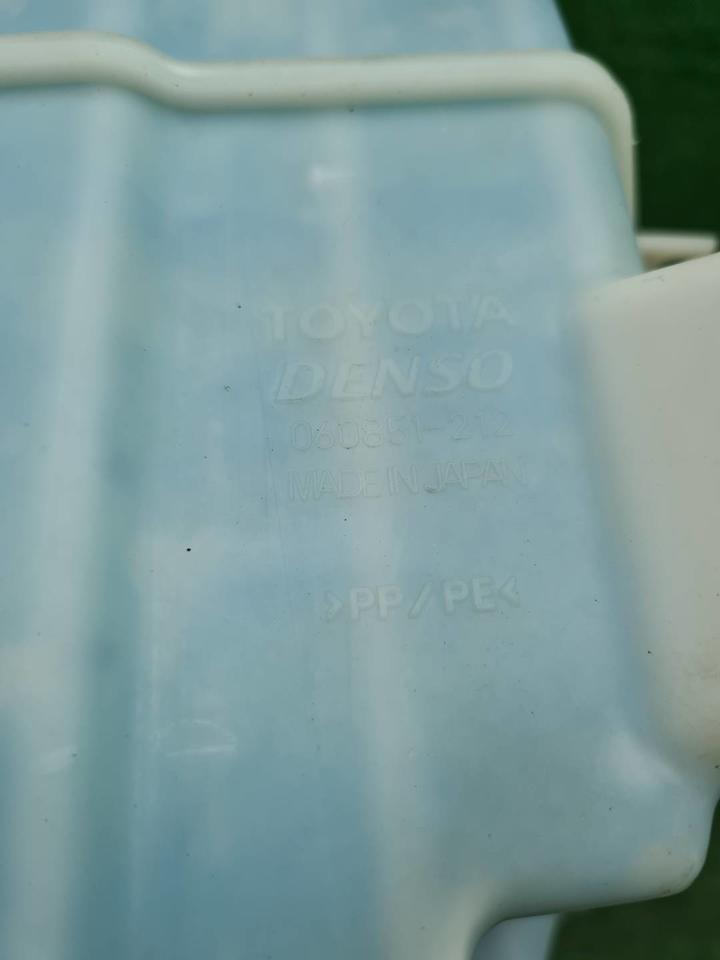 TOYOTA
DENSO
060851-212
MADE IN JAPAN
>PP/PE<